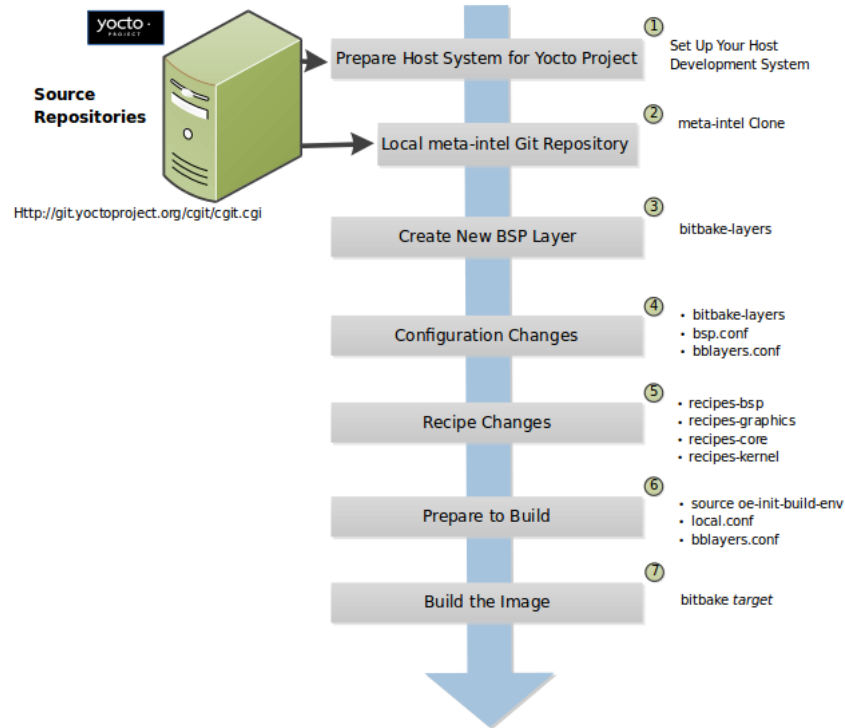 yocto ·
PROJECT
Source
Repositories
Http://git.yoctoproject.org/cgit/cgit.cgi
Prepare Host System for Yocto Project
1
Set Up Your Host
Development System
Local meta-intel Git Repository
2
meta-intel Clone
Create New BSP Layer
3
bitbake-layers
Configuration Changes
4
• bitbake-layers
• bsp.conf
• bblayers.conf
Recipe Changes
5
• recipes-bsp
• recipes-graphics
• recipes-core
• recipes-kernel
Prepare to Build
6
• source oe-init-build-env
• local.conf
• bblayers.conf
Build the Image
7
bitbake target